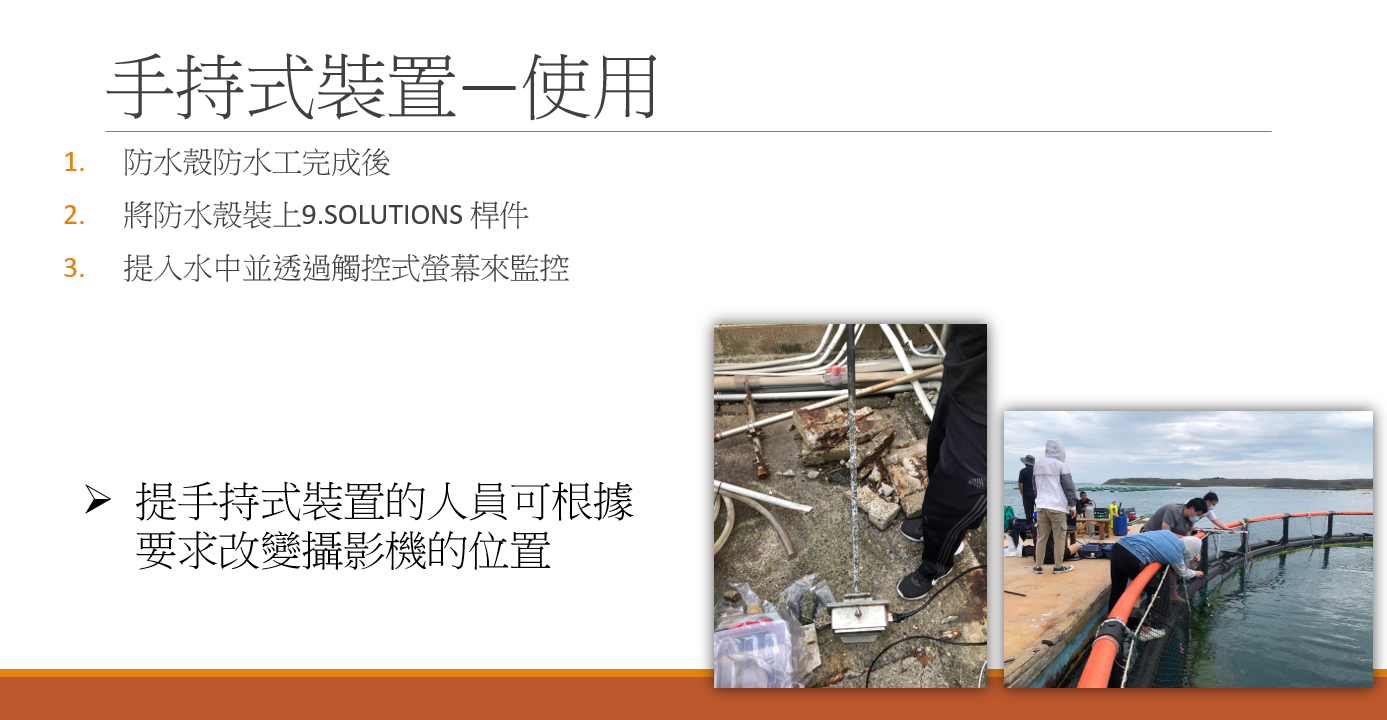 手持式裝置－使用
1. 防水殼防水工完成後
2. 將防水殼裝上9.SOLUTIONS 桿件
3. 提入水中並透過觸控式螢幕來監控
➢ 提手持式裝置的人員可根據
要求改變攝影機的位置